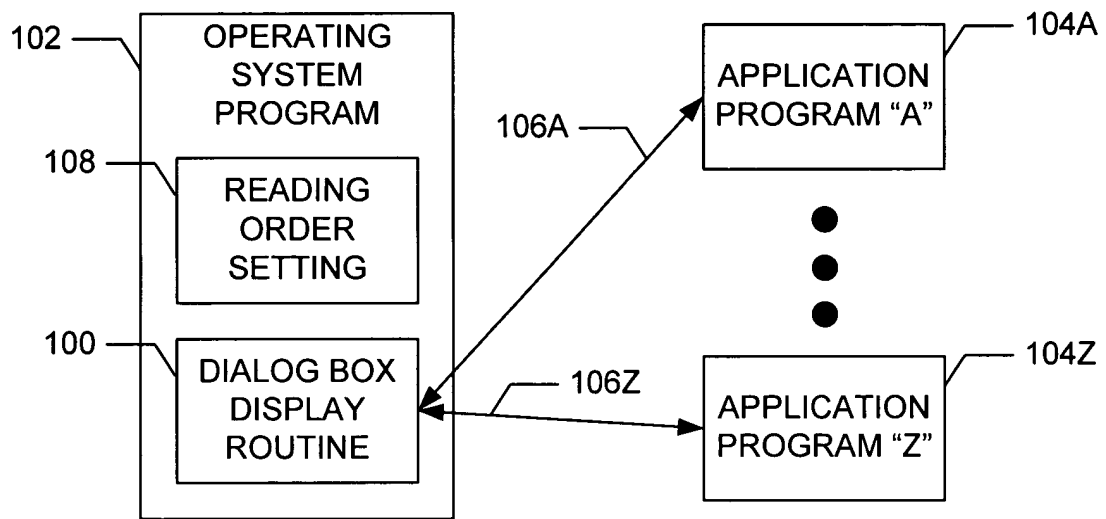 102
OPERATING
SYSTEM
PROGRAM
108
READING
ORDER
SETTING
100
DIALOG BOX
DISPLAY
ROUTINE
106A
106Z
104A
APPLICATION
PROGRAM “A”
104Z
APPLICATION
PROGRAM “Z”